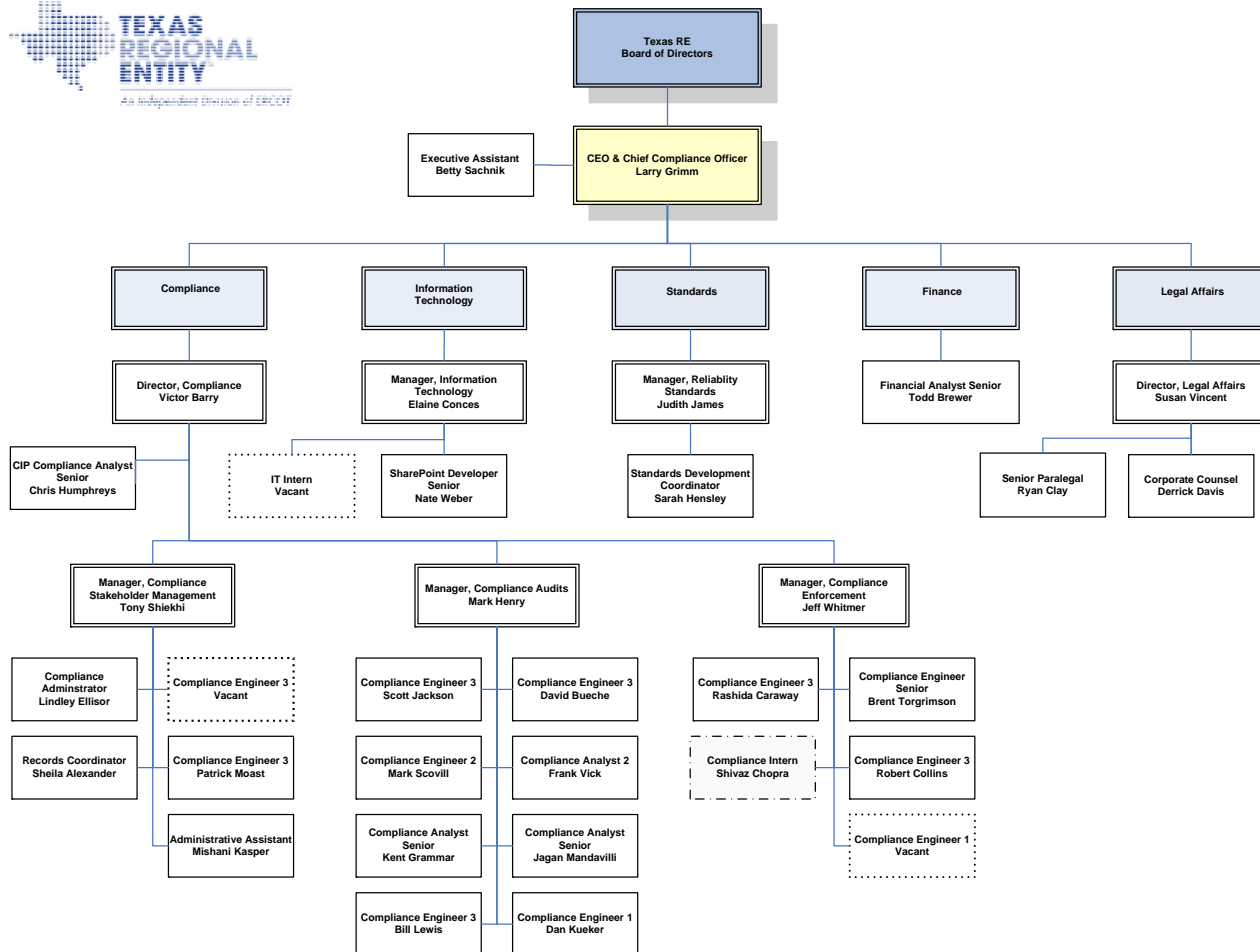 TEXAS
REGIONAL
ENTITY
An Independent Division of ERCOT
Texas RE
Board of Directors
Executive Assistant
Betty Sachnik
CEO & Chief Compliance Officer
Larry Grimm
Compliance
Information
Technology
Standards
Finance
Legal Affairs
Director, Compliance
Victor Barry
Manager, Information
Technology
Elaine Conces
Manager, Reliablity
Standards
Judith James
Financial Analyst Senior
Todd Brewer
Director, Legal Affairs
Susan Vincent
CIP Compliance Analyst
Senior
Chris Humphreys
IT Intern
Vacant
SharePoint Developer
Senior
Nate Weber
Standards Development
Coordinator
Sarah Hensley
Senior Paralegal
Ryan Clay
Corporate Counsel
Derrick Davis
Manager, Compliance
Stakeholder Management
Tony Shiekhi
Manager, Compliance Audits
Mark Henry
Manager, Compliance
Enforcement
Jeff Whitmer
Compliance
Adminstrator
Lindley Ellisor
Compliance Engineer 3
Vacant
Compliance Engineer 3
Scott Jackson
Compliance Engineer 3
David Bueche
Compliance Engineer 3
Rashida Caraway
Compliance Engineer
Senior
Brent Torgrimson
Records Coordinator
Sheila Alexander
Compliance Engineer 3
Patrick Moast
Compliance Engineer 2
Mark Scovill
Compliance Analyst 2
Frank Vick
Compliance Intern
Shivaz Chopra
Compliance Engineer 3
Robert Collins
Administrative Assistant
Mishani Kasper
Compliance Analyst
Senior
Kent Grammar
Compliance Analyst
Senior
Jagan Mandavilli
Compliance Engineer 1
Vacant
Compliance Engineer 3
Bill Lewis
Compliance Engineer 1
Dan Kueker